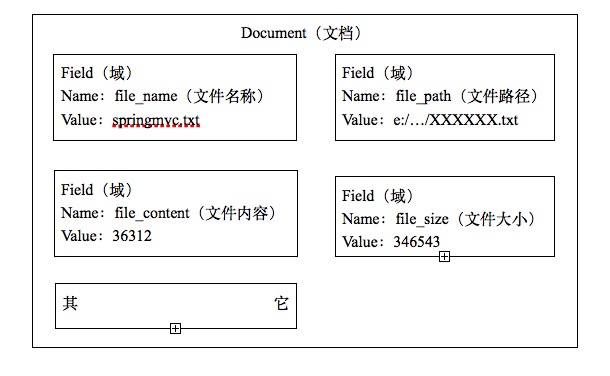 Document（文档）
Field（域）
Name：file_name（文件名称）
Value：springmvc.txt
Field（域）
Name：file_path（文件路径）
Value：e:/…/XXXXXX.txt
Field（域）
Name：file_content（文件内容）
Value：36312
Field（域）
Name：file_size（文件大小）
Value：346543
其 它